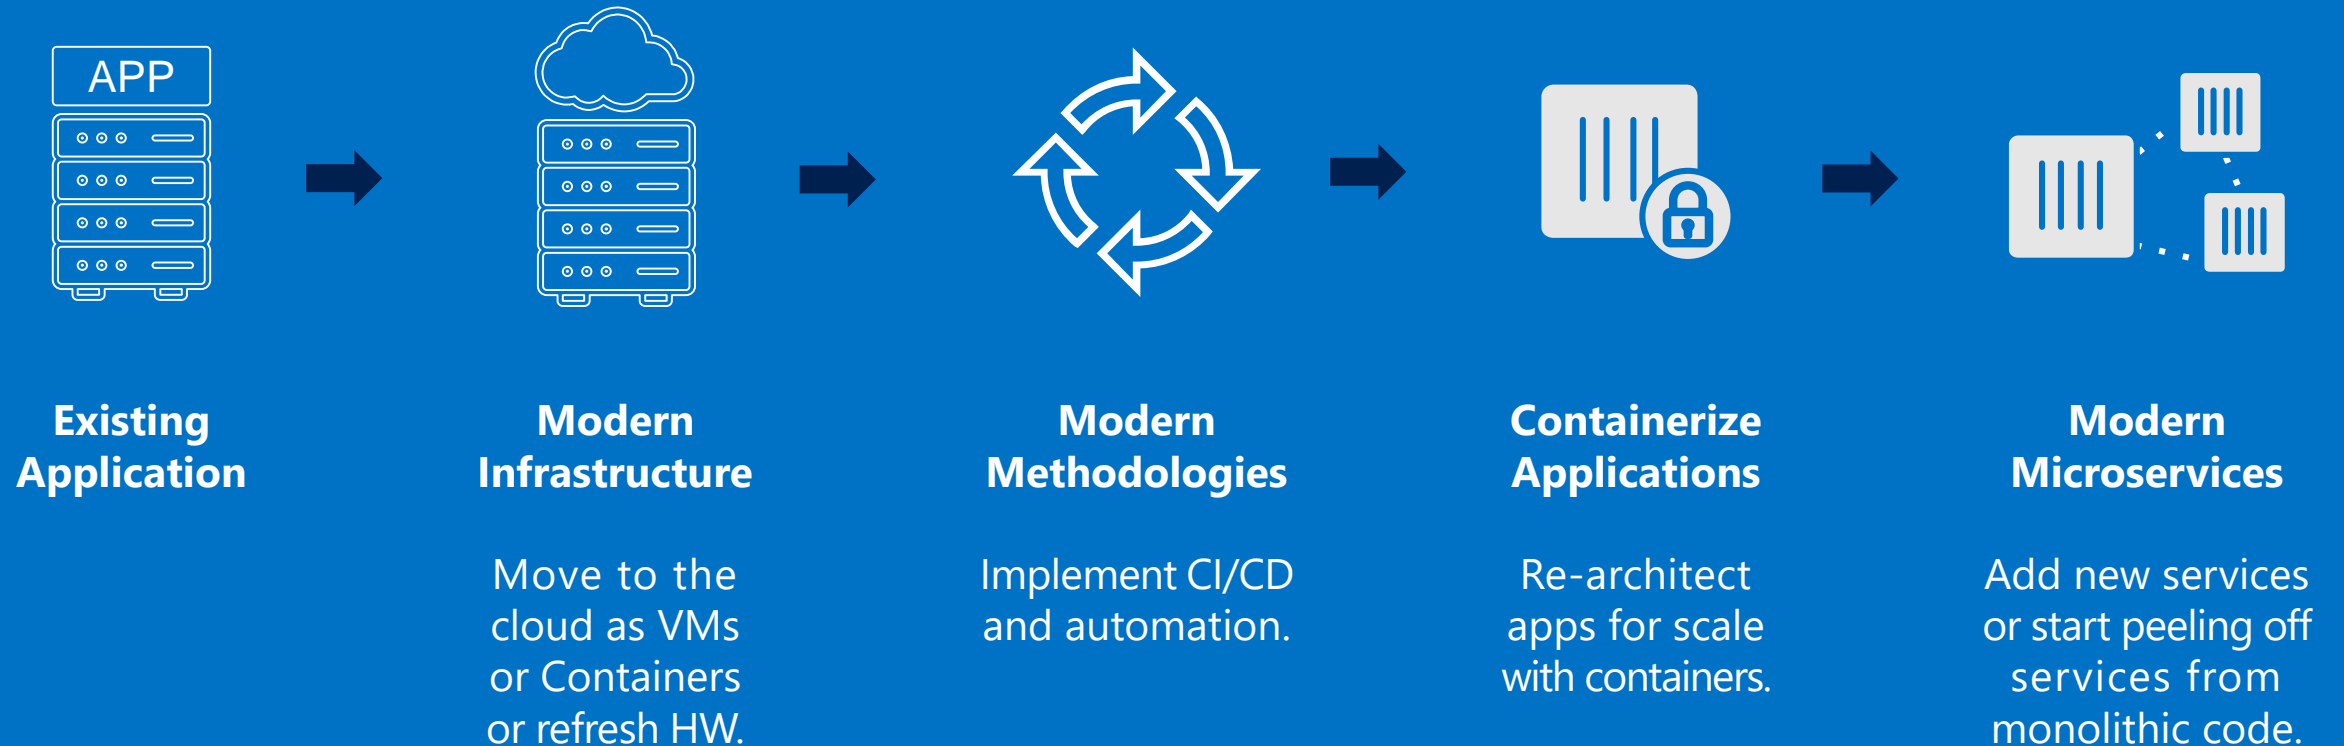 APP
Existing
Application
Modern
Infrastructure
Move to the
cloud as VMs
or Containers
or refresh HW.
Modern
Methodologies
Implement CI/CD
and automation.
Containerize
Applications
Re-architect
apps for scale
with containers.
Modern
Microservices
Add new services
or start peeling off
services from
monolithic code.